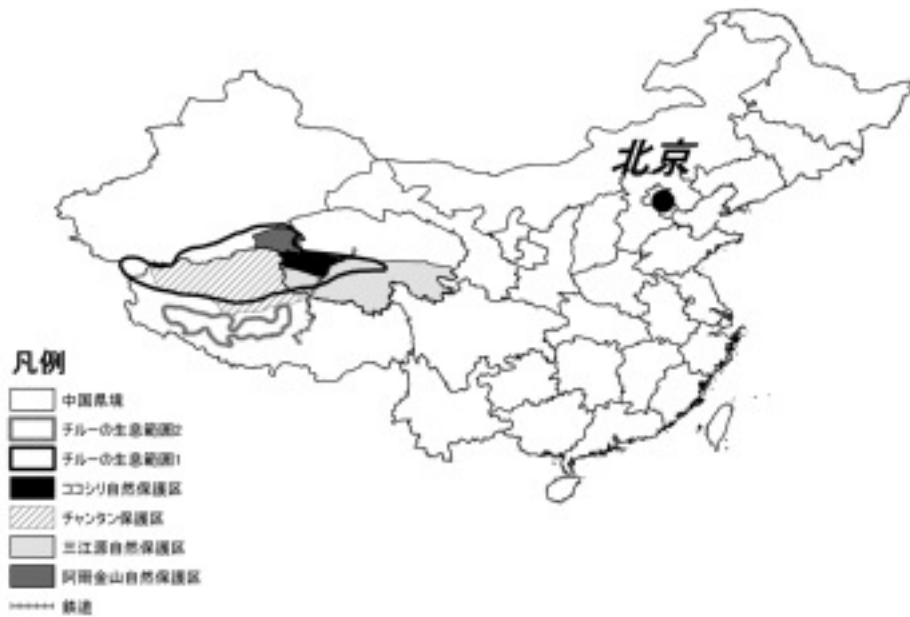 北京
凡例
中国県境
チルーの生息範囲2
チルーの生息範囲1
ココシリ自然保護区
チャンタン保護区
三江源自然保護区
阿爾金山自然保護区
鉄道